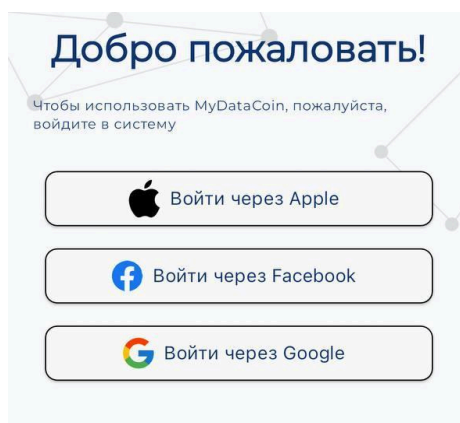 Добро пожаловать!
Чтобы использовать MyDataCoin, пожалуйста,
войдите в систему
Войти через Apple
Войти через Facebook
Войти через Google